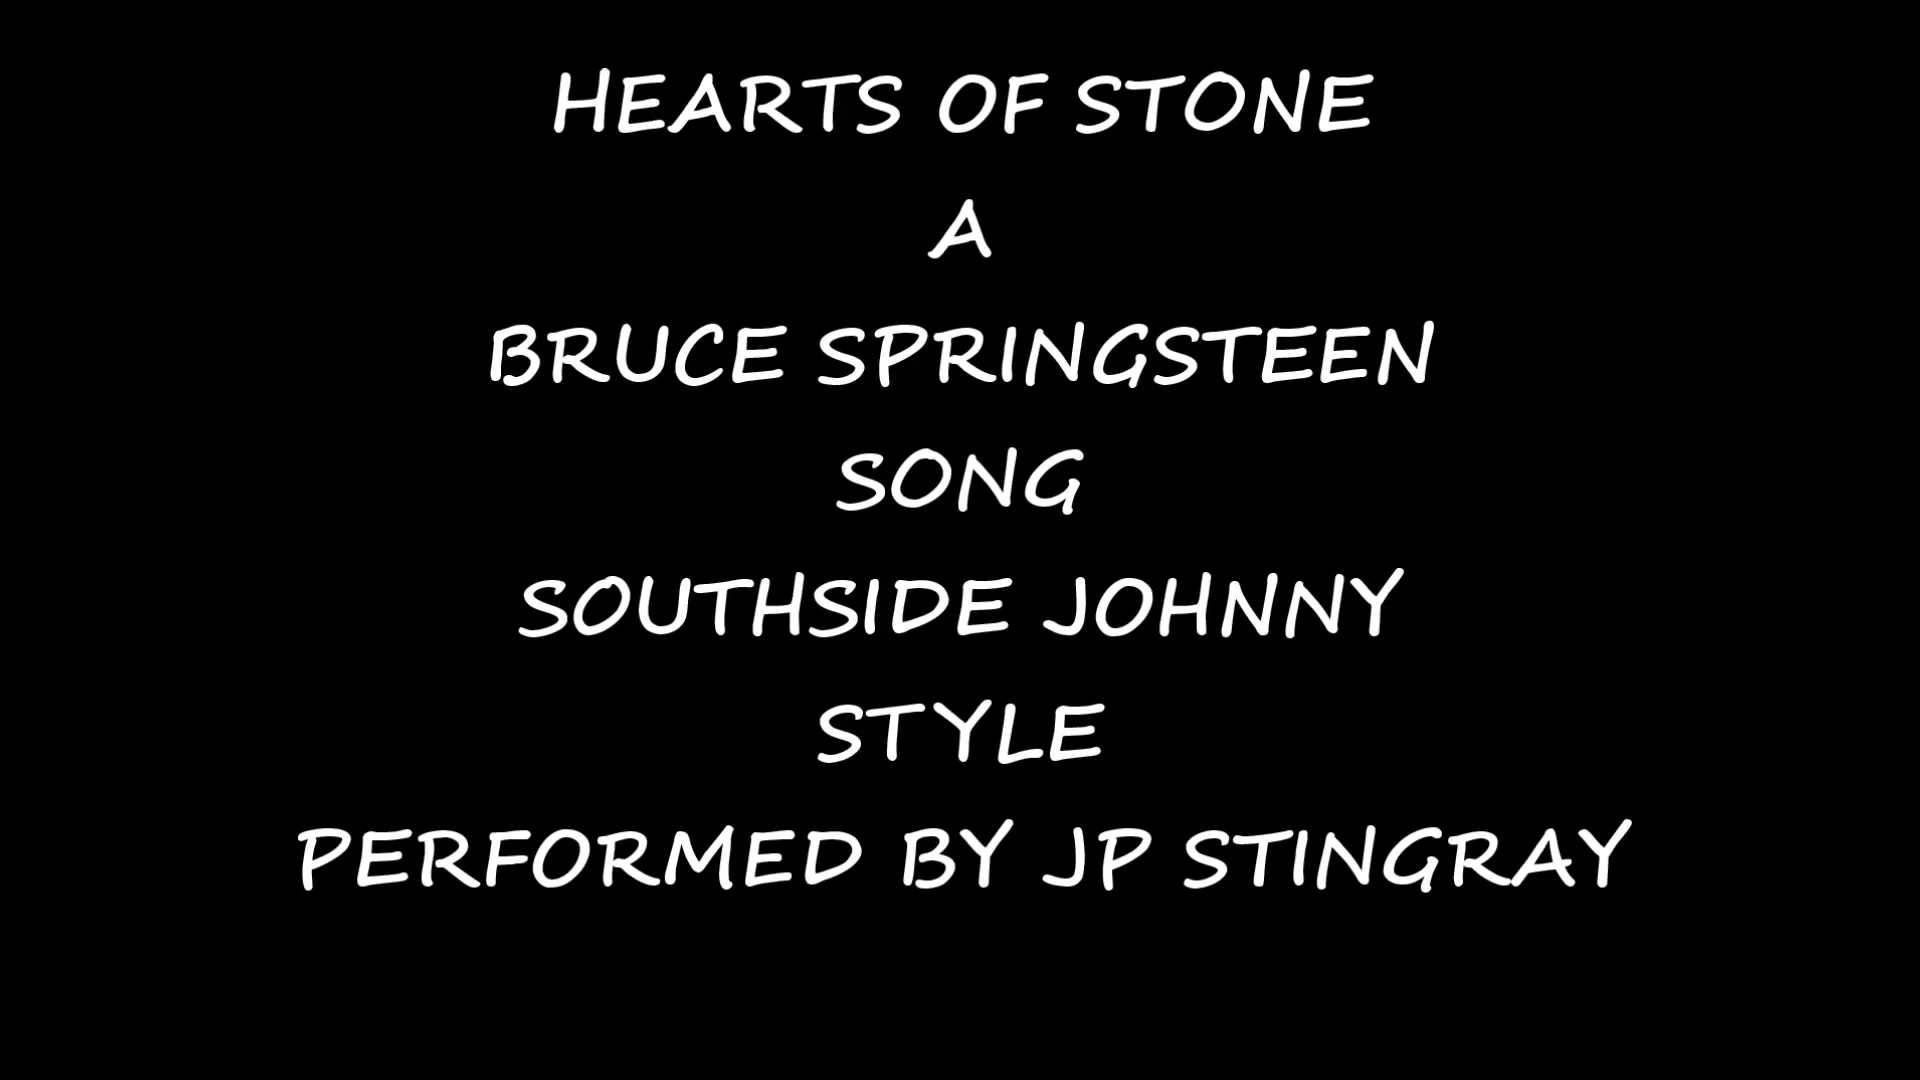 HEARTS OF STONE
A
BRUCE SPRINGSTEEN
SONG
SOUTHSIDE JOHNNY
STYLE
PERFORMED BY JP STINGRAY